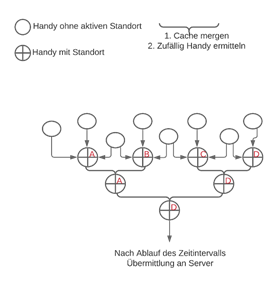 Handy ohne aktiven Standort
Handy mit Standort
1. Cache mergen
2. Zufällig Handy ermitteln
A
B
C
D
A
D
D
Nach Ablauf des Zeitintervalls
Übermittlung an Server